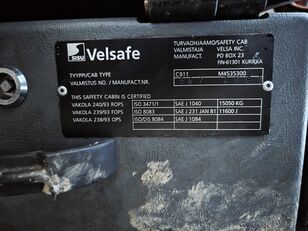 SISU Velsafe
TURVAOHJAAMO/SAFETY CAB
VALMISTAJA VELSA INC.
PO BOX 23
FIN-61301 KURIKKA
TYYPPI/CAB TYPE C911 M4535300
VALMISTUS NO. / MANUFACT.NR.
THIS SAFETY CABIN IS CERTIFIED
VAKOLA 240/93 ROPS ISO 3471/1 SAE J 1040 15050 KG
VAKOLA 239/93 FOPS ISO 8083 SAE J 231 JAN 81 11600 J
VAKOLA 238/93 OPS ISO/DIS 8084 SAE J 1084